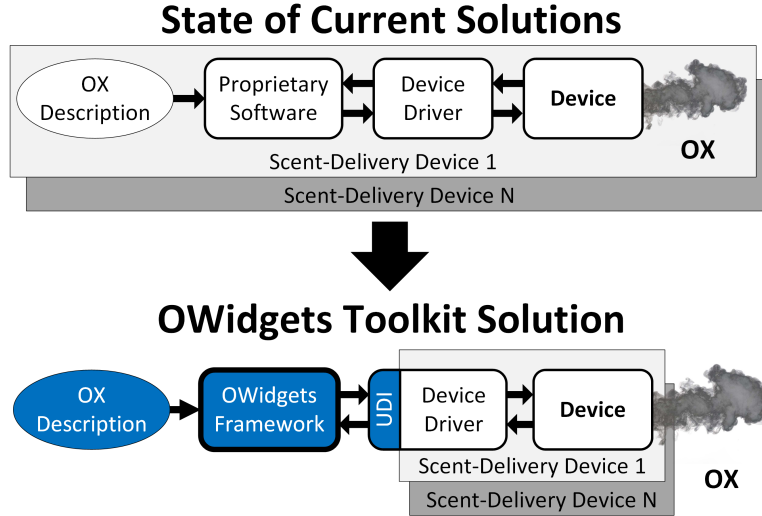 State of Current Solutions
OX
Description
Proprietary
Software
Device
Driver
Device
OX
Scent-Delivery Device 1
Scent-Delivery Device N
OWidgets Toolkit Solution
OX
Description
OWidgets
Framework
UDI
Device
Driver
Device
Scent-Delivery Device 1
OX
Scent-Delivery Device N